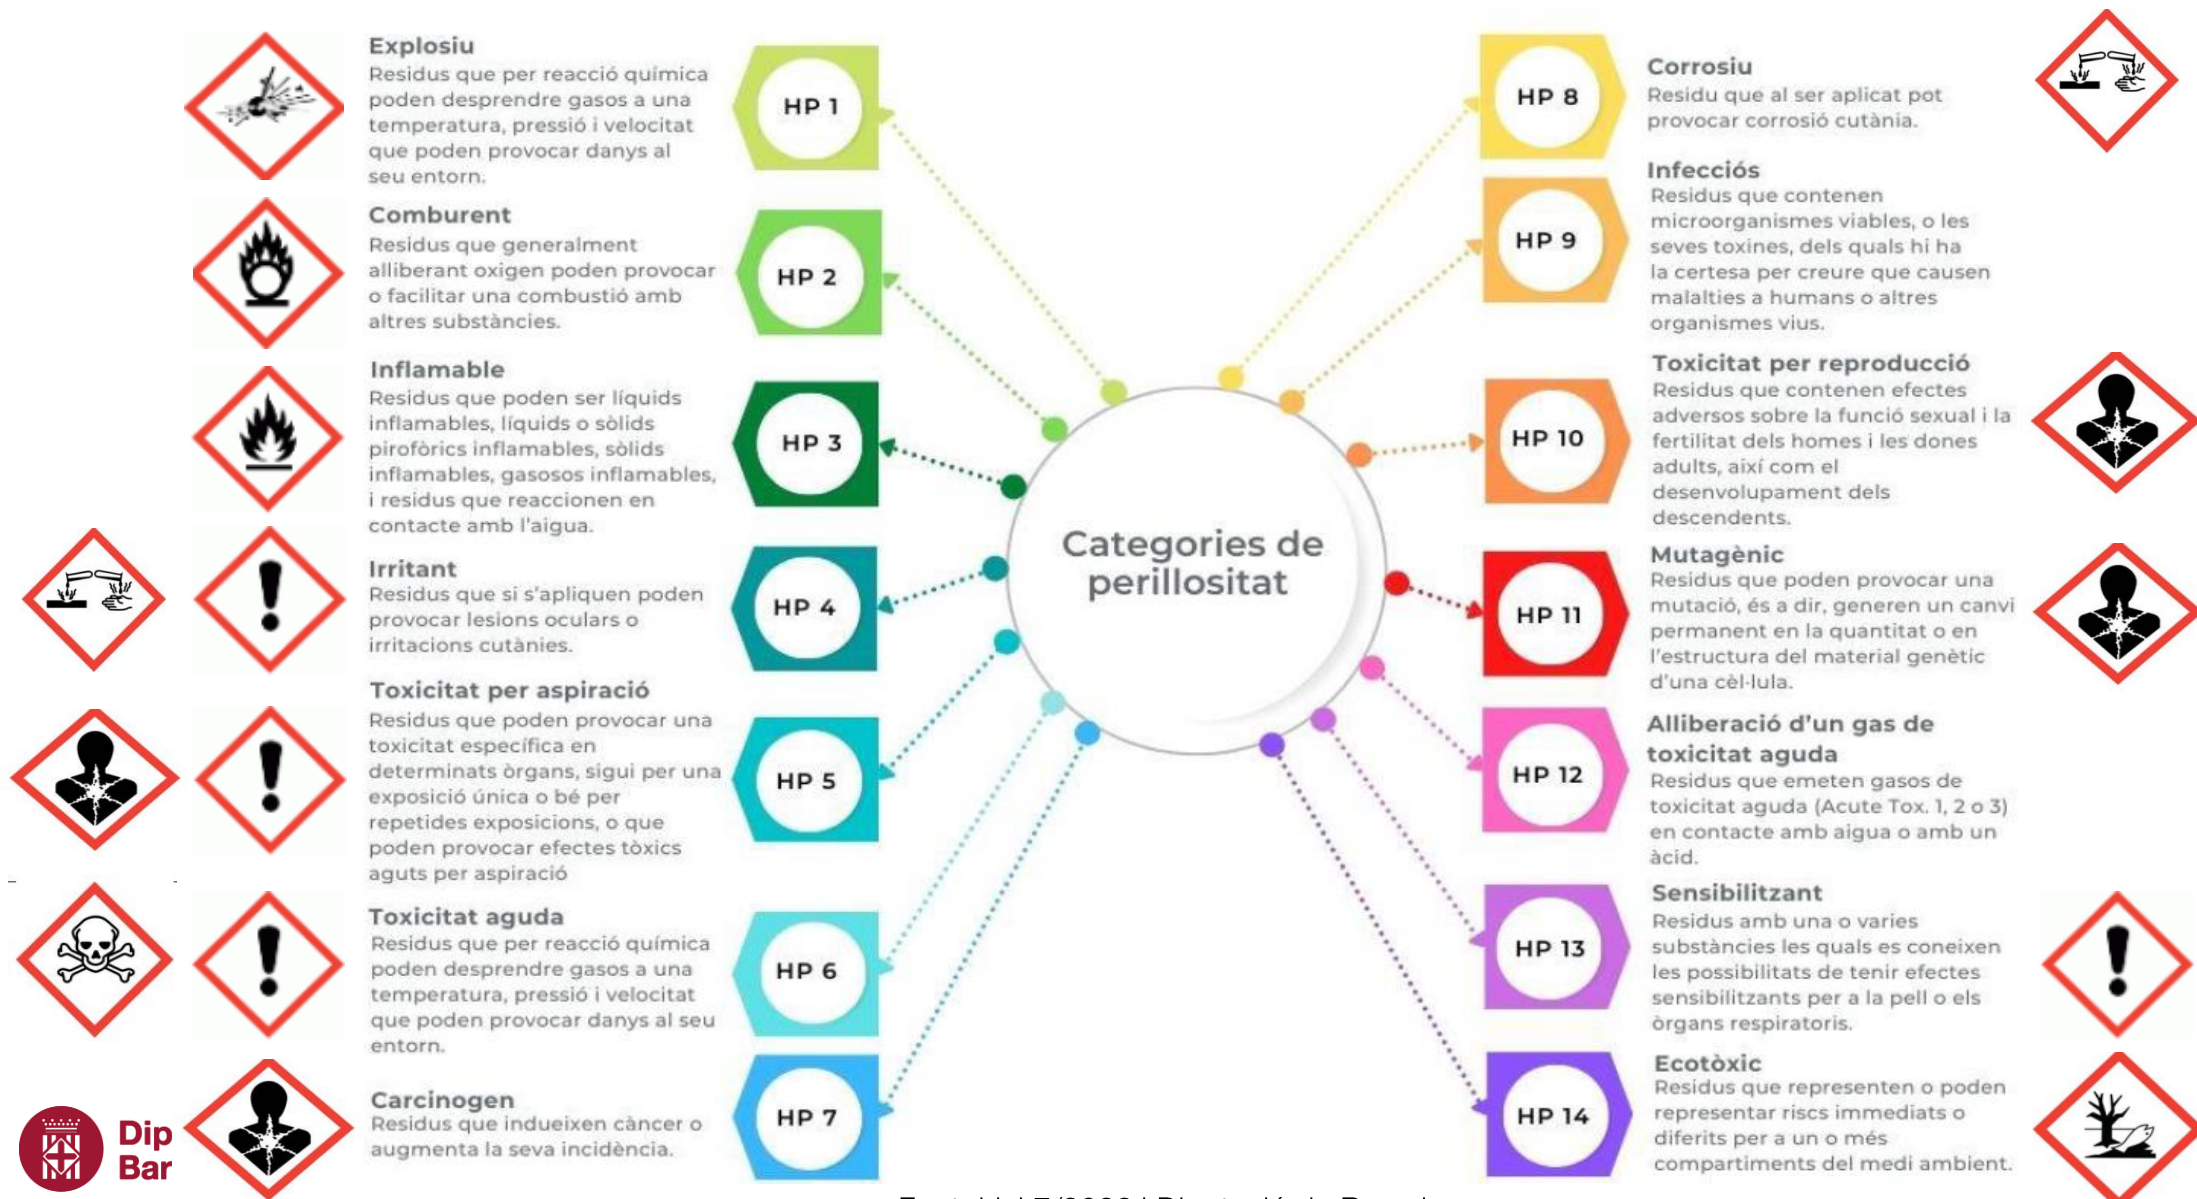 Explosiu
Residus que per reacció química
poden desprendre gasos a una
temperatura, pressió i velocitat
que poden provocar danys al
seu entorn.
HP 1
Comburent
Residus que generalment
alliberant oxigen poden provocar
o facilitar una combustió amb
altres substàncies.
HP 2
Inflamable
Residus que poden ser líquids
inflamables, líquids o sòlids
pirofòrics inflamables, sòlids
inflamables, gasosos inflamables,
i residus que reaccionen en
contacte amb l'aigua.
HP 3
Irritant
Residus que si s'apliquen poden
provocar lesions oculars o
irritacions cutànies.
HP 4
Toxicitat per aspiració
Residus que poden provocar una
toxicitat específica en
determinats òrgans, sigui per una
exposició única o bé per
repetides exposicions, o que
poden provocar efectes tòxics
aguts per aspiració
HP 5
Toxicitat aguda
Residus que per reacció química
poden desprendre gasos a una
temperatura, pressió i velocitat
que poden provocar danys al seu
entorn.
HP 6
Carcinogen
Residus que indueixen càncer o
augmenta la seva incidència.
HP 7
Categories de
perillositat
HP 8
Corrosiu
Residu que al ser aplicat pot
provocar corrosió cutània.
HP 9
Infecciós
Residus que contenen
microorganismes viables, o les
seves toxines, dels quals hi ha
la certesa per creure que causen
malalties a humans o altres
organismes vius.
HP 10
Toxicitat per reproducció
Residus que contenen efectes
adversos sobre la funció sexual i la
fertilitat dels homes i les dones
adults, així com el
desenvolupament dels
descendents.
HP 11
Mutagènic
Residus que poden provocar una
mutació, és a dir, generen un canvi
permanent en la quantitat o en
l'estructura del material genètic
d'una cèl·lula.
HP 12
Alliberació d'un gas de
toxicitat aguda
Residus que emeten gasos de
toxicitat aguda (Acute Tox. 1, 2 o 3)
en contacte amb aigua o amb un
àcid.
HP 13
Sensibilitzant
Residus amb una o varies
substàncies les quals es coneixen
les possibilitats de tenir efectes
sensibilitzants per a la pell o els
òrgans respiratoris.
HP 14
Ecotòxic
Residus que representen o poden
representar riscs immediats o
diferits per a un o més
compartiments del medi ambient.
Dip
Bar